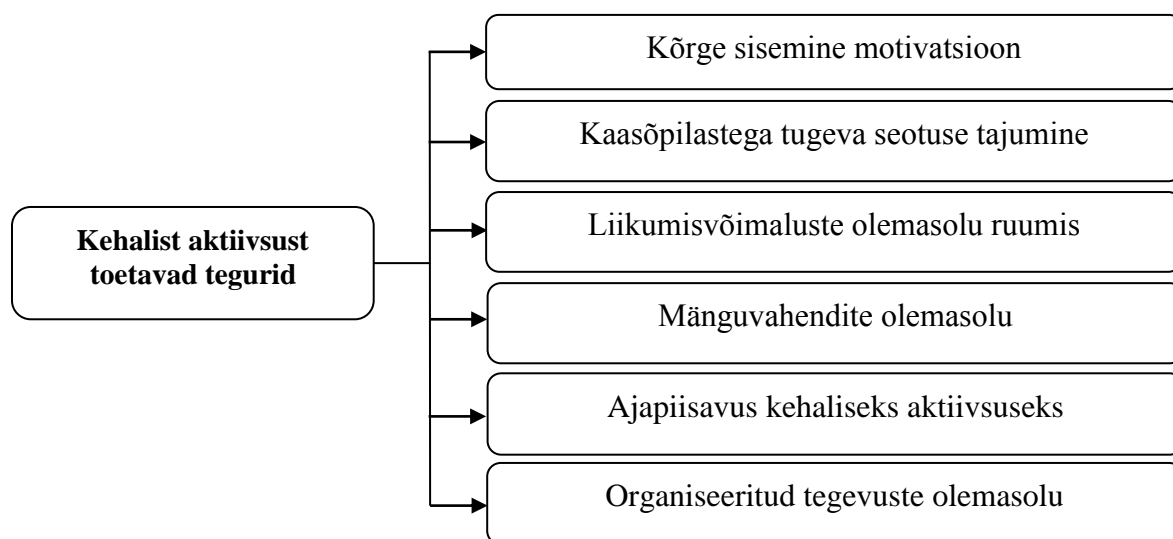 Kõrge sisemine motivatsioon
Kaasõpilastega tugeva seotuse tajumine
Liikumisvõimaluste olemasolu ruumis
Kehalist aktiivsust
toetavad tegurid
Mänguvahendite olemasolu
Ajapiisavus kehaliseks aktiivsuseks
Organiseeritud tegevuste olemasolu